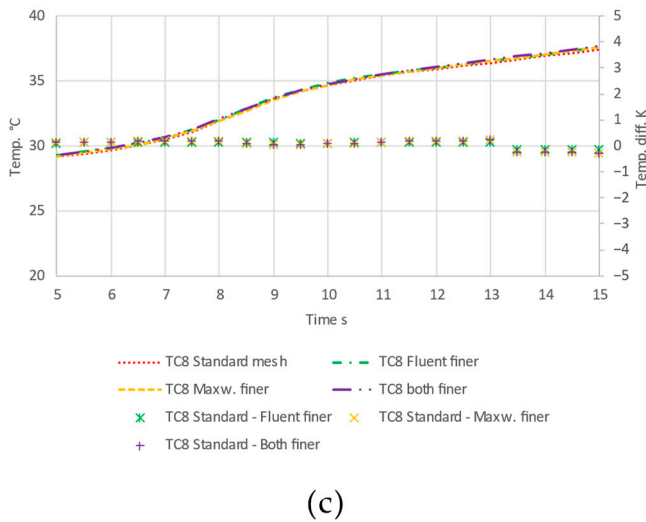 40 5
4
3
35 2
1
30 0
−1
25 −2
−3
−4
20 −5
Temp. °C
Temp. diff. K
5 6 7 8 9 10 11 12 13 14 15
Time s
TC8 Standard mesh TC8 Fluent finer
TC8 Maxw. finer TC8 both finer
TC8 Standard - Fluent finer TC8 Standard - Maxw. finer
TC8 Standard - Both finer
(c)